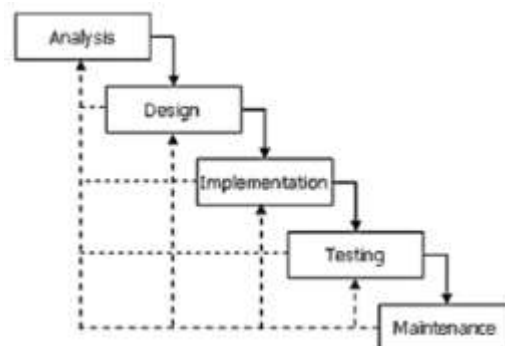 Analysis
Design
Implementation
Testing
Maintenance